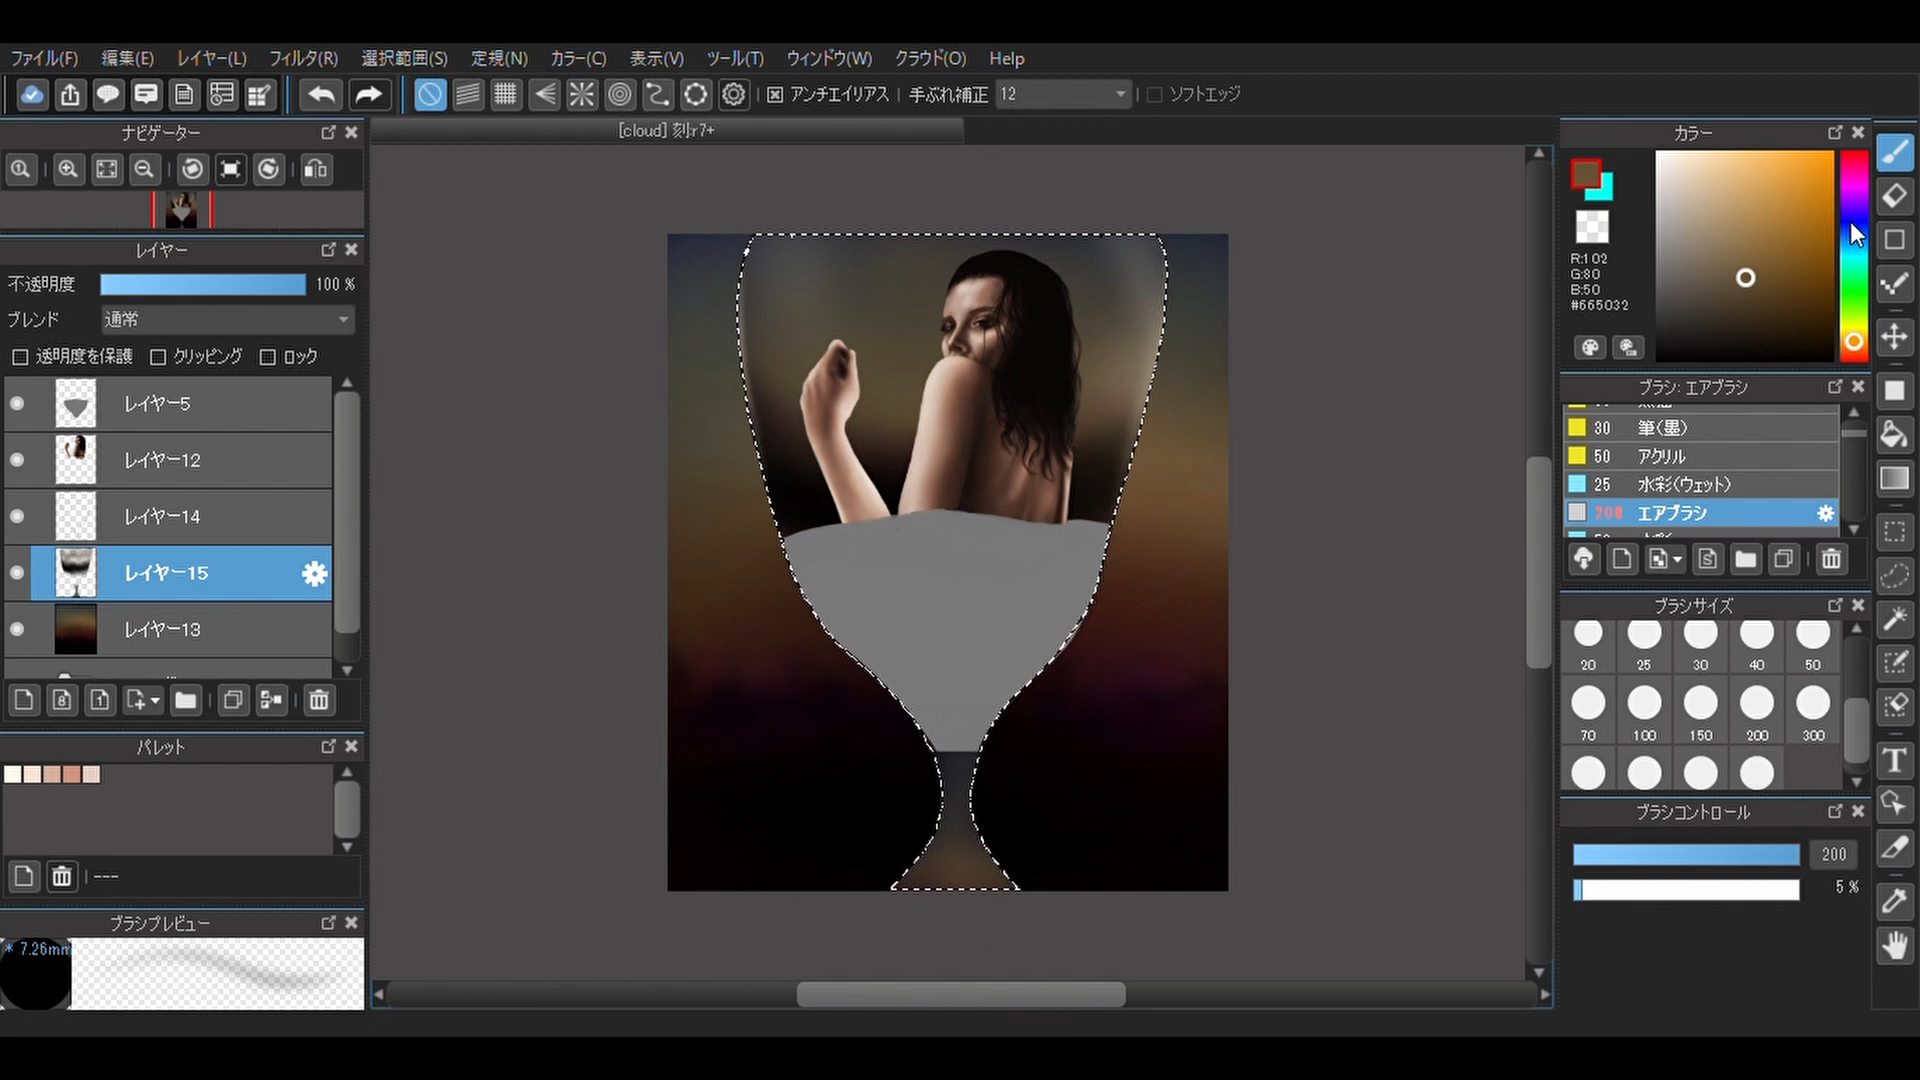 ファイル(F) 編集(E) レイヤー(L) フィルタ(R) 選択範囲(S) 定規(N) カラー(C) 表示(V) ツール(T) ウィンドウ(W) クラウド(O) Help
アンチエイリアス 手ぶれ補正 12 ソフトエッジ
ナビゲーター
[cloud] 刻:r7+
レイヤー
不透明度 100 %
ブレンド 通常
透明度を保護 クリッピング ロック
レイヤー5
レイヤー12
レイヤー14
レイヤー15
レイヤー13
パレット
---
ブラシプレビュー
* 7.26mm
カラー
R:102
G:80
B:50
#665032
ブラシ: エアブラシ
30 筆(墨)
50 アクリル
25 水彩(ウェット)
200 エアブラシ
ブラシサイズ
20 25 30 40 50
70 100 150 200 300
ブラシコントロール
200
5 %